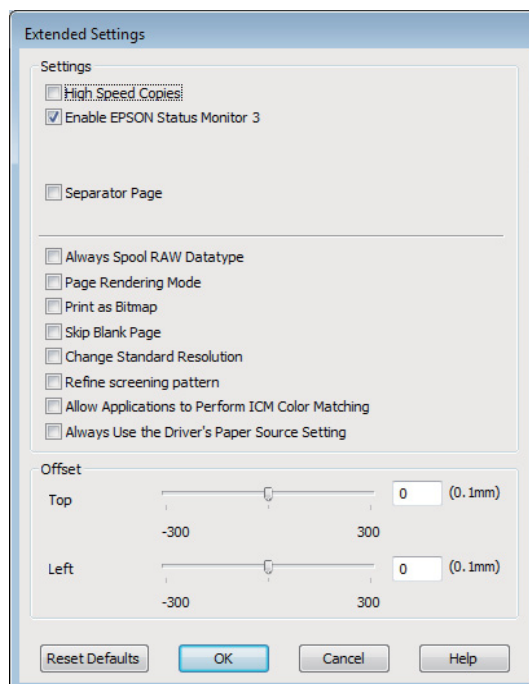 Extended Settings
Settings
High Speed Copies
Enable EPSON Status Monitor 3
Separator Page
Always Spool RAW Datatype
Page Rendering Mode
Print as Bitmap
Skip Blank Page
Change Standard Resolution
Refine screening pattern
Allow Applications to Perform ICM Color Matching
Always Use the Driver's Paper Source Setting
Offset
Top 0 (0.1mm)
-300 300
Left 0 (0.1mm)
-300 300
Reset Defaults OK Cancel Help